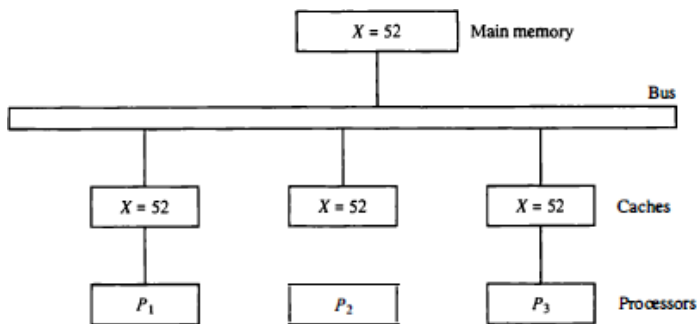 X = 52 Main memory
Bus
X = 52 X = 52 X = 52 Caches
P1 P2 P3 Processors